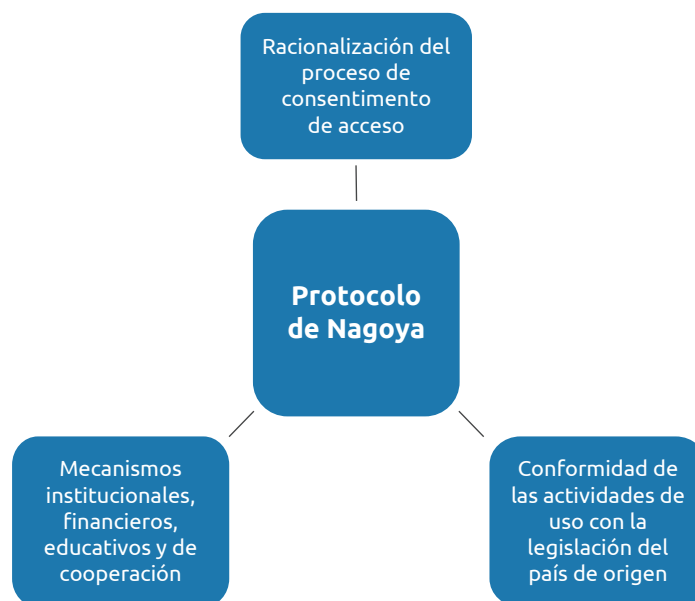 Racionalización del
proceso de
consentimento
de acceso
Protocolo
de Nagoya
Mecanismos
institucionales,
financieros,
educativos y de
cooperación
Conformidad de
las actividades de
uso con la
legislación del
país de origen